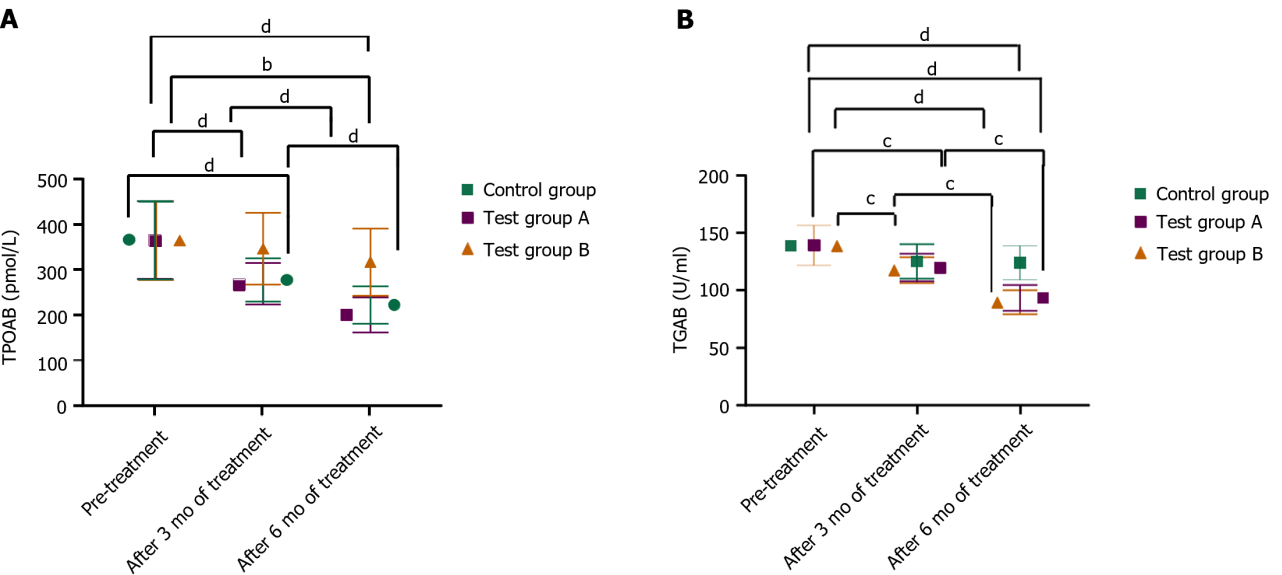 A
d
b
d
d
d
d
500
400
300
200
100
0
TPOAB (pmol/L)
Pre-treatment
After 3 mo of treatment
After 6 mo of treatment
Control group
Test group A
Test group B
B
d
d
d
c
c
c
c
200
150
100
50
0
TGAB (U/ml)
Pre-treatment
After 3 mo of treatment
After 6 mo of treatment
Control group
Test group A
Test group B